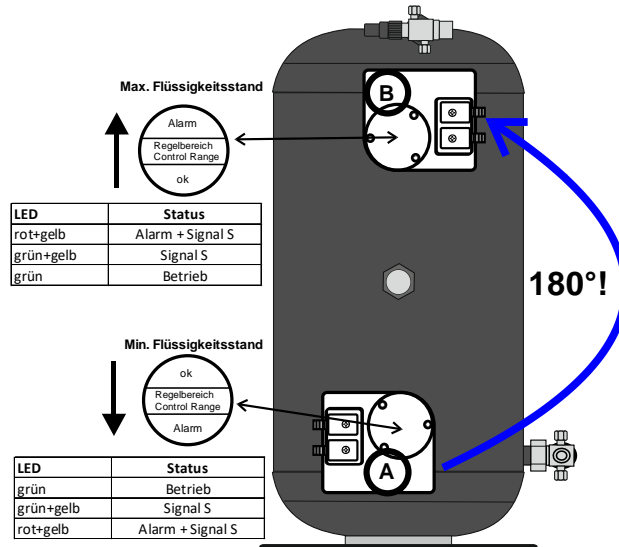 Max. Flüssigkeitsstand
Alarm
Regelbereich
Control Range
ok
B
LED Status
rot+gelb Alarm + Signal S
grün+gelb Signal S
grün Betrieb
180°!
Min. Flüssigkeitsstand
ok
Regelbereich
Control Range
Alarm
A
LED Status
grün Betrieb
grün+gelb Signal S
rot+gelb Alarm + Signal S